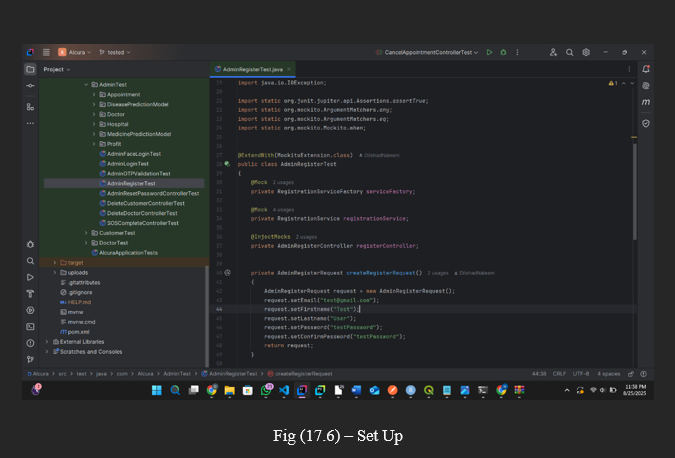 Alcura
tested
CancelAppointmentControllerTest
Project
AdminRegisterTest.java
AdminTest
Appointment
DiseasePredictionModel
Doctor
Hospital
MedicinePredictionModel
Profit
AdminFaceLoginTest
AdminLoginTest
AdminOTPValidationTest
AdminRegisterTest
AdminResetPasswordControllerTest
DeleteCustomerControllerTest
DeleteDoctorControllerTest
SOSCompleteControllerTest
CustomerTest
DoctorTest
AlcuraApplicationTests
target
uploads
.gitattributes
.gitignore
HELP.md
mvnw
mvnw.cmd
pom.xml
External Libraries
Scratches and Consoles
import java.io.IOException;
import static org.junit.jupiter.api.Assertions.assertTrue;
import static org.mockito.ArgumentMatchers.any;
import static org.mockito.ArgumentMatchers.eq;
import static org.mockito.Mockito.when;
@ExtendWith(MockitoExtension.class) DilshadNaleem
public class AdminRegisterTest
{
@Mock 2 usages
private RegistrationServiceFactory serviceFactory;
@Mock 4 usages
private RegistrationService registrationService;
@InjectMocks 2 usages
private AdminRegisterController registerController;
private AdminRegisterRequest createRegisterRequest() 2 usages DilshadNaleem
{
AdminRegisterRequest request = new AdminRegisterRequest();
request.setEmail("test@gmail.com");
request.setFirstname("Test");
request.setLastname("User");
request.setPassword("testPassword");
request.setConfirmPassword("testPassword");
return request;
}
Alcura > src > test > java > com > Alcura > AdminTest > AdminRegisterTest > createRegisterRequest
44:38 CRLF UTF-8 4 spaces
11:58 PM
8/25/2025
Fig (17.6) – Set Up